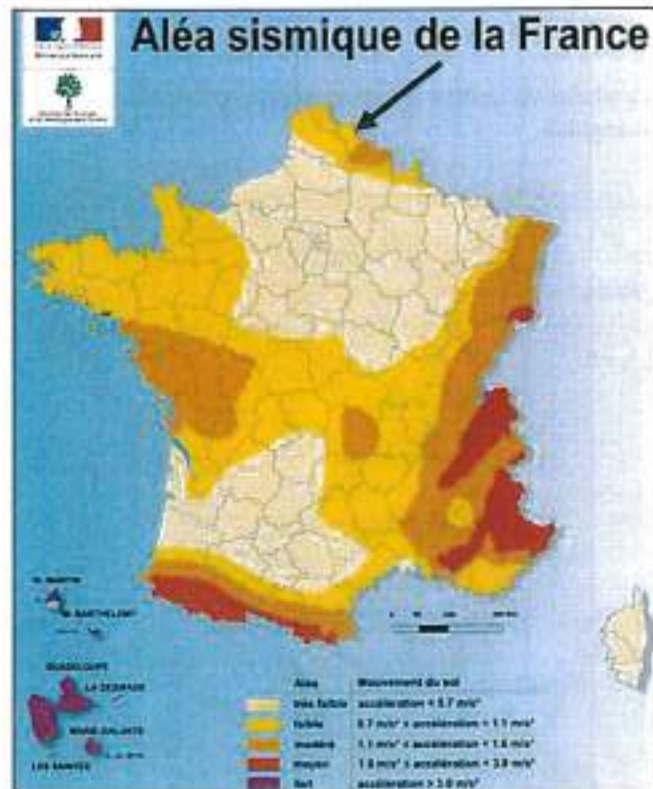 Aléa sismique de la France
ST MARTIN
ST BARTHELEMY
GUADELOUPE
LA DESIRADE
MARIE-GALANTE
LES SAINTES
Aléa Mouvement du sol
très faible accélération < 0.7 m/s²
faible 0.7 m/s² ≤ accélération < 1.1 m/s²
modéré 1.1 m/s² ≤ accélération < 1.6 m/s²
moyen 1.6 m/s² ≤ accélération < 3.0 m/s²
fort accélération > 3.0 m/s²